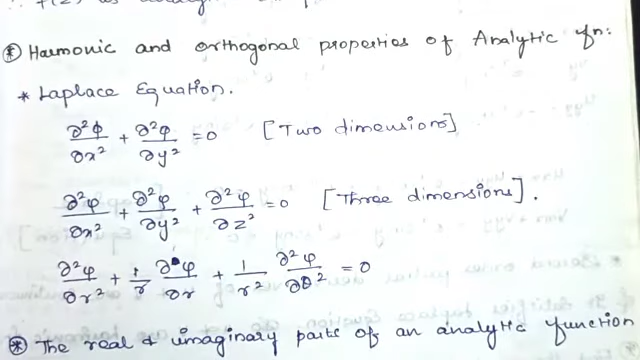 ⊛ Harmonic and orthogonal properties of Analytic fn:
* Laplace Equation.
∂²φ/∂x² + ∂²φ/∂y² = 0 [Two dimensions]
∂²φ/∂x² + ∂²φ/∂y² + ∂²φ/∂z² = 0 [Three dimensions].
∂²φ/∂r² + 1/r ∂φ/∂r + 1/r² ∂²φ/∂θ² = 0
⊛ The real & imaginary parts of an analytic function